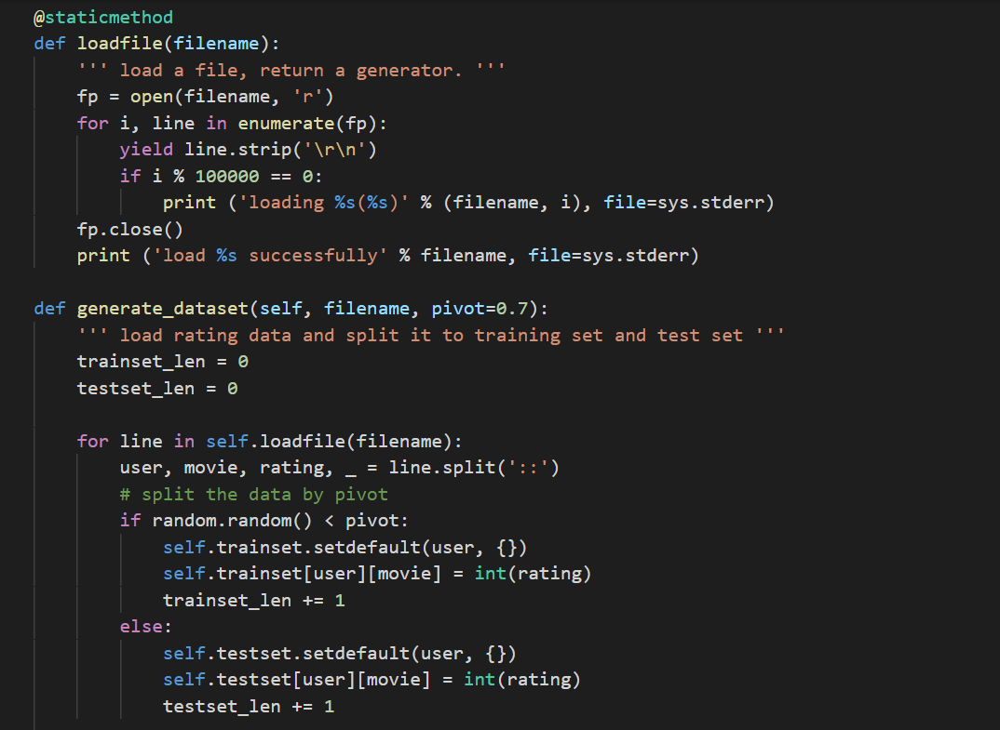 @staticmethod
def loadfile(filename):
    ''' load a file, return a generator. '''
    fp = open(filename, 'r')
    for i, line in enumerate(fp):
        yield line.strip('\r\n')
        if i % 100000 == 0:
            print ('loading %s(%s)' % (filename, i), file=sys.stderr)
    fp.close()
    print ('load %s successfully' % filename, file=sys.stderr)

def generate_dataset(self, filename, pivot=0.7):
    ''' load rating data and split it to training set and test set '''
    trainset_len = 0
    testset_len = 0

    for line in self.loadfile(filename):
        user, movie, rating, _ = line.split('::')
        # split the data by pivot
        if random.random() < pivot:
            self.trainset.setdefault(user, {})
            self.trainset[user][movie] = int(rating)
            trainset_len += 1
        else:
            self.testset.setdefault(user, {})
            self.testset[user][movie] = int(rating)
            testset_len += 1